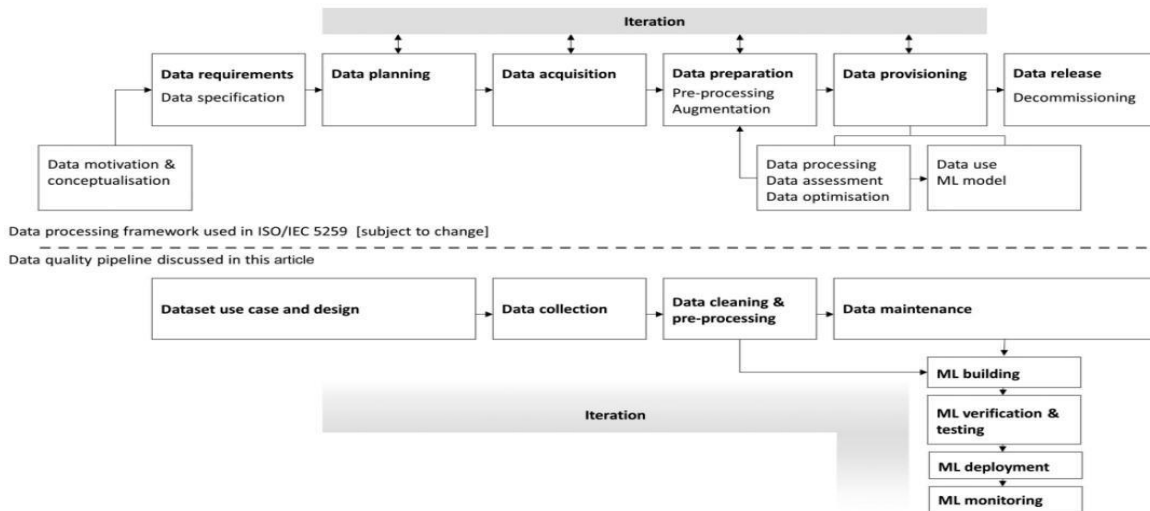 Iteration
Data requirements
Data specification
Data planning
Data acquisition
Data preparation
Pre-processing
Augmentation
Data provisioning
Data release
Decommissioning
Data motivation &
conceptualisation
Data processing
Data assessment
Data optimisation
Data use
ML model
Data processing framework used in ISO/IEC 5259 [subject to change]
Data quality pipeline discussed in this article
Dataset use case and design
Data collection
Data cleaning &
pre-processing
Data maintenance
ML building
Iteration
ML verification &
testing
ML deployment
ML monitoring